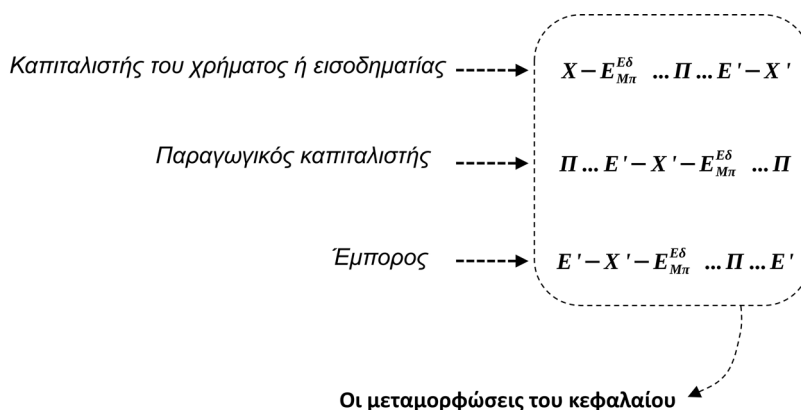 Καπιταλιστής του χρήματος ή εισοδηματίας
Χ – Ε^{Εδ}_{Μπ} ...Π...Ε'–Χ'
Παραγωγικός καπιταλιστής
Π...Ε'–Χ'–Ε^{Εδ}_{Μπ} ...Π
Έμπορος
Ε'–Χ'–Ε^{Εδ}_{Μπ} ...Π...Ε'
Οι μεταμορφώσεις του κεφαλαίου